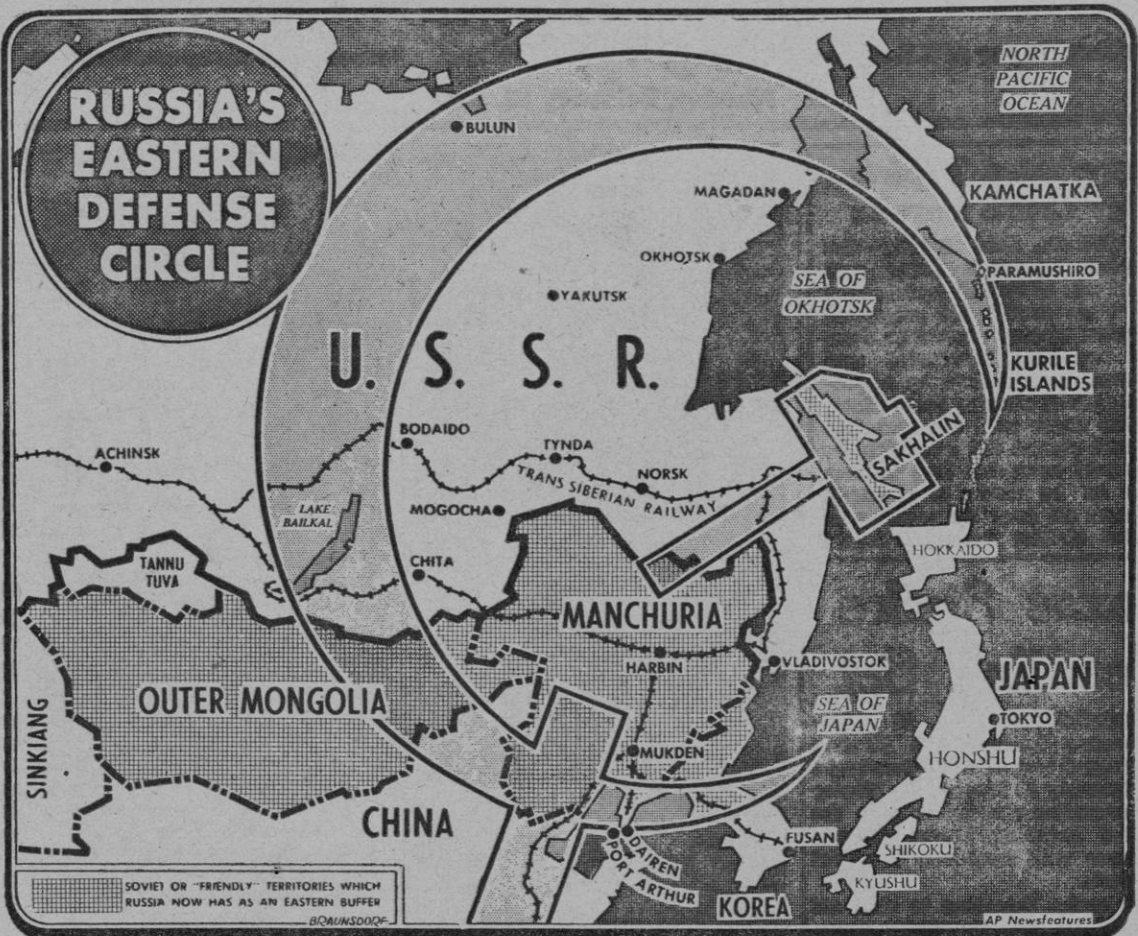 RUSSIA'S
EASTERN
DEFENSE
CIRCLE
NORTH
PACIFIC
OCEAN
BULUN
MAGADAN
KAMCHATKA
OKHOTSK
SEA OF
OKHOTSK
PARAMUSHIRO
YAKUTSK
U. S. S. R.
KURILE
ISLANDS
ACHINSK
BODAIDO
TYNDA
NORSK
TRANS SIBERIAN RAILWAY
SAKHALIN
LAKE
BAILKAL
MOGOCHA
HOKKAIDO
TANNU
TUVA
CHITA
MANCHURIA
HARBIN
VLADIVOSTOK
JAPAN
OUTER MONGOLIA
SEA OF
JAPAN
TOKYO
SINKIANG
MUKDEN
HONSHU
CHINA
DAIREN
PORT ARTHUR
FUSAN
SHIKOKU
KYUSHU
KOREA
SOVIET OR "FRIENDLY" TERRITORIES WHICH
RUSSIA NOW HAS AS AN EASTERN BUFFER
BRAUNSDORF
AP Newsfeatures